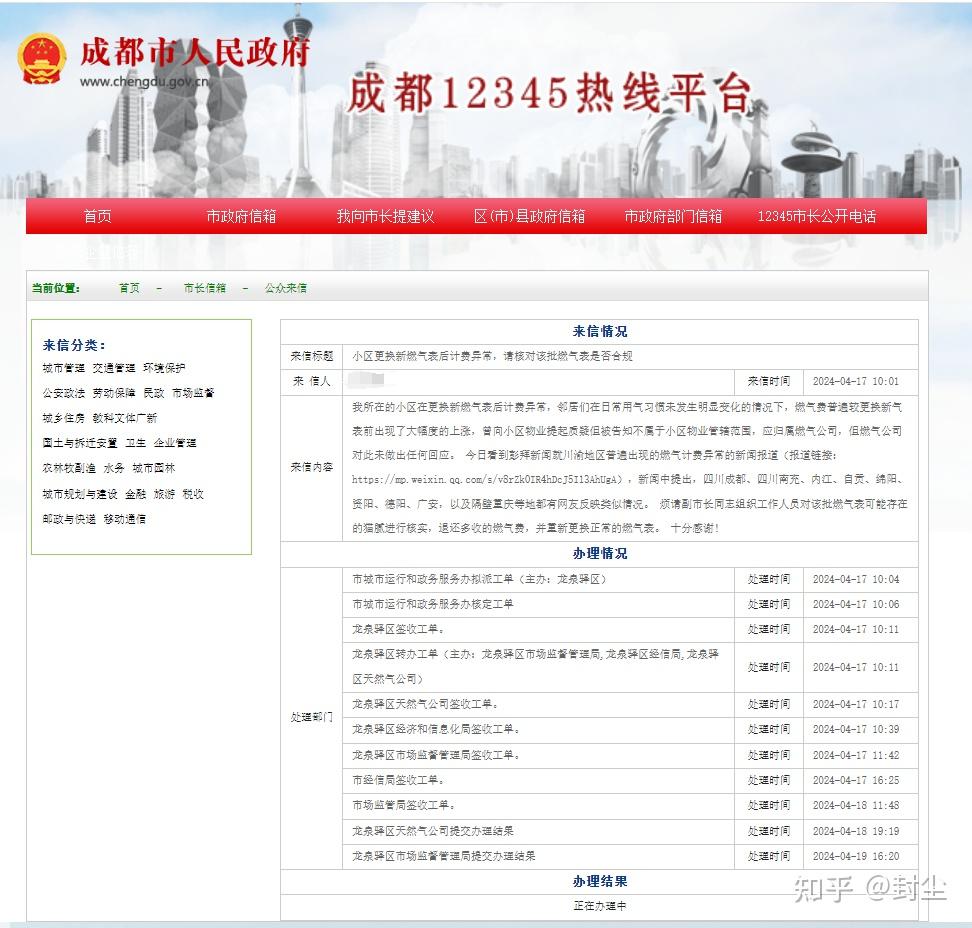 成都市人民政府
www.chengdu.gov.cn
成都12345热线平台
首页 市政府信箱 我向市长提建议 区(市)县政府信箱 市政府部门信箱 12345市长公开电话
当前位置： 首页 - 市长信箱 - 公众来信
来信分类：
城市管理 交通管理 环境保护
公安政法 劳动保障 民政 市场监督
城乡住房 教科文体广新
国土与拆迁安置 卫生 企业管理
农林牧副渔 水务 城市园林
城市规划与建设 金融 旅游 税收
邮政与快递 移动通信
来信情况
来信标题 小区更换新燃气表后计费异常，请核对该批燃气表是否合规
来 信人 来信时间 2024-04-17 10:01
来信内容
我所在的小区在更换新燃气表后计费异常，邻居们在日常用气习惯未发生明显变化的情况下，燃气费普遍较更换新气
表前出现了大幅度的上涨，曾向小区物业提起质疑但被告知不属于小区物业管辖范围，应归属燃气公司，但燃气公司
对此未做出任何回应。 今日看到彭拜新闻就川渝地区普遍出现的燃气计费异常的新闻报道（报道链接：
https://mp.weixin.qq.com/s/v8rZkOIR4hDcJ5I13AhUgA），新闻中提出，四川成都、四川南充、内江、自贡、绵阳、
资阳、德阳、广安，以及隔壁重庆等地都有网友反映类似情况。 烦请副市长同志组织工作人员对该批燃气表可能存在
的猫腻进行核实，退还多收的燃气费，并重新更换正常的燃气表。 十分感谢！
办理情况
处理部门
市城市运行和政务服务办拟派工单（主办：龙泉驿区） 处理时间 2024-04-17 10:04
市城市运行和政务服务办核定工单 处理时间 2024-04-17 10:06
龙泉驿区签收工单。 处理时间 2024-04-17 10:11
龙泉驿区转办工单（主办：龙泉驿区市场监督管理局,龙泉驿区经信局,龙泉驿
区天然气公司） 处理时间 2024-04-17 10:11
龙泉驿区天然气公司签收工单。 处理时间 2024-04-17 10:17
龙泉驿区经济和信息化局签收工单。 处理时间 2024-04-17 10:39
龙泉驿区市场监督管理局签收工单。 处理时间 2024-04-17 11:42
市经信局签收工单。 处理时间 2024-04-17 16:25
市场监管局签收工单。 处理时间 2024-04-18 11:48
龙泉驿区天然气公司提交办理结果 处理时间 2024-04-18 19:19
龙泉驿区市场监督管理局提交办理结果 处理时间 2024-04-19 16:20
办理结果
正在办理中
知乎 @封尘